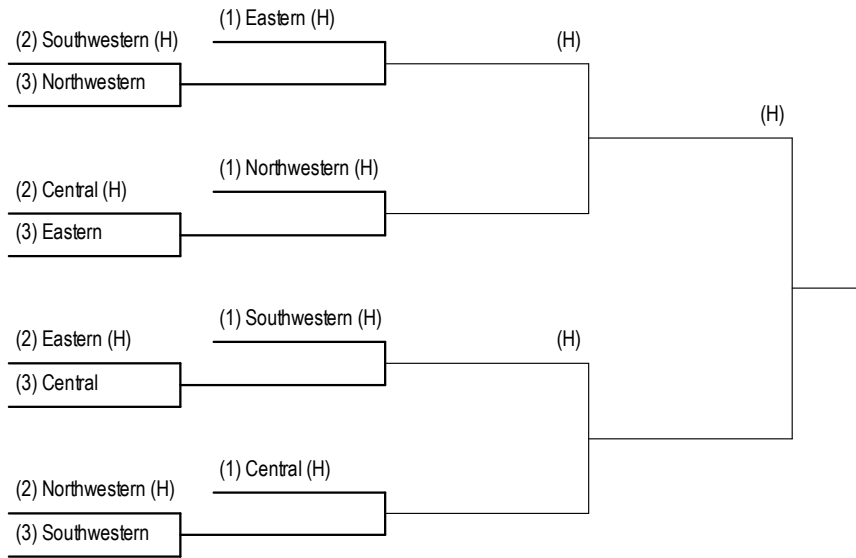 (1) Eastern (H)
(2) Southwestern (H)
(H)
(3) Northwestern
(H)
(1) Northwestern (H)
(2) Central (H)
(3) Eastern
(1) Southwestern (H)
(2) Eastern (H)
(H)
(3) Central
(1) Central (H)
(2) Northwestern (H)
(3) Southwestern